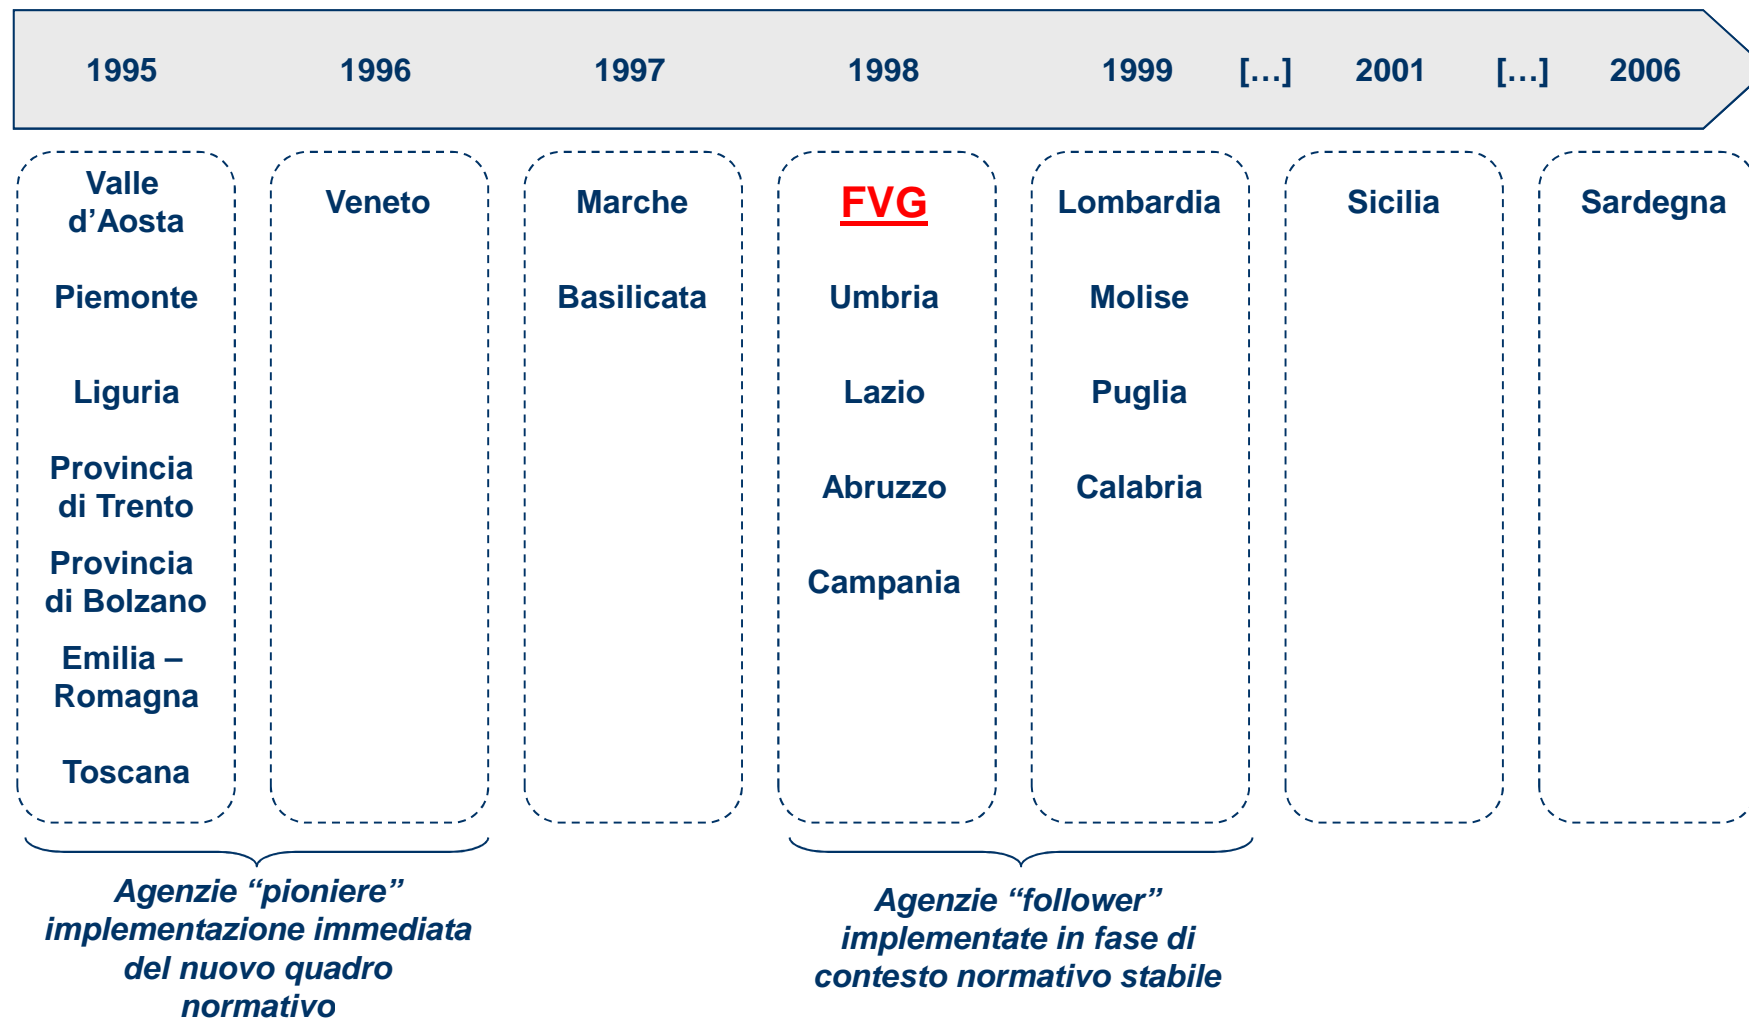 1995 1996 1997 1998 1999 […] 2001 […] 2006
Valle
d’Aosta
Piemonte
Liguria
Provincia
di Trento
Provincia
di Bolzano
Emilia –
Romagna
Toscana
Veneto
Marche
Basilicata
FVG
Umbria
Lazio
Abruzzo
Campania
Lombardia
Molise
Puglia
Calabria
Sicilia
Sardegna
Agenzie “pioniere”
implementazione immediata
del nuovo quadro
normativo
Agenzie “follower”
implementate in fase di
contesto normativo stabile